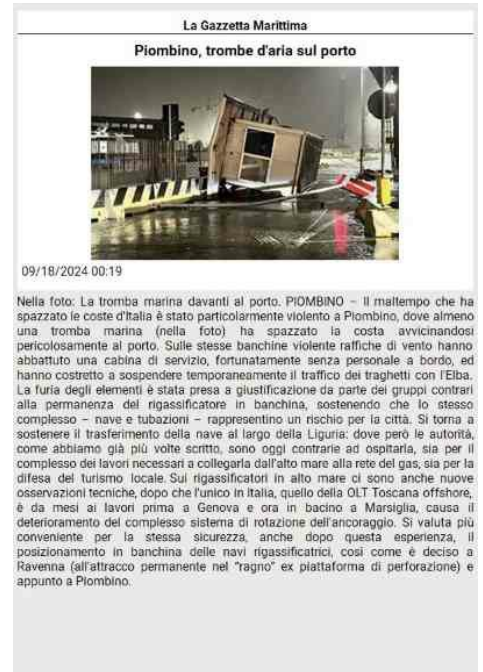 La Gazzetta Marittima
Piombino, trombe d'aria sul porto
09/18/2024 00:19
Nella foto: La tromba marina davanti al porto. PIOMBINO – Il maltempo che ha
spazzato le coste d'Italia è stato particolarmente violento a Piombino, dove almeno
una tromba marina (nella foto) ha spazzato la costa avvicinandosi
pericolosamente al porto. Sulle stesse banchine violente raffiche di vento hanno
abbattuto una cabina di servizio, fortunatamente senza personale a bordo, ed
hanno costretto a sospendere temporaneamente il traffico dei traghetti con l'Elba.
La furia degli elementi è stata presa a giustificazione da parte dei gruppi contrari
alla permanenza del rigassificatore in banchina, sostenendo che lo stesso
complesso – nave e tubazioni – rappresentino un rischio per la città. Si torna a
sostenere il trasferimento della nave al largo della Liguria: dove però le autorità,
come abbiamo già più volte scritto, sono oggi contrarie ad ospitarla, sia per il
complesso dei lavori necessari a collegarla dall'alto mare alla rete del gas, sia per la
difesa del turismo locale. Sui rigassificatori in alto mare ci sono anche nuove
osservazioni tecniche, dopo che l'unico in Italia, quello della OLT Toscana offshore,
è da mesi ai lavori prima a Genova e ora in bacino a Marsiglia, causa il
deterioramento del complesso sistema di rotazione dell'ancoraggio. Si valuta più
conveniente per la stessa sicurezza, anche dopo questa esperienza, il
posizionamento in banchina delle navi rigassificatrici, così come è deciso a
Ravenna (all'attracco permanente nel "ragno" ex piattaforma di perforazione) e
appunto a Piombino.